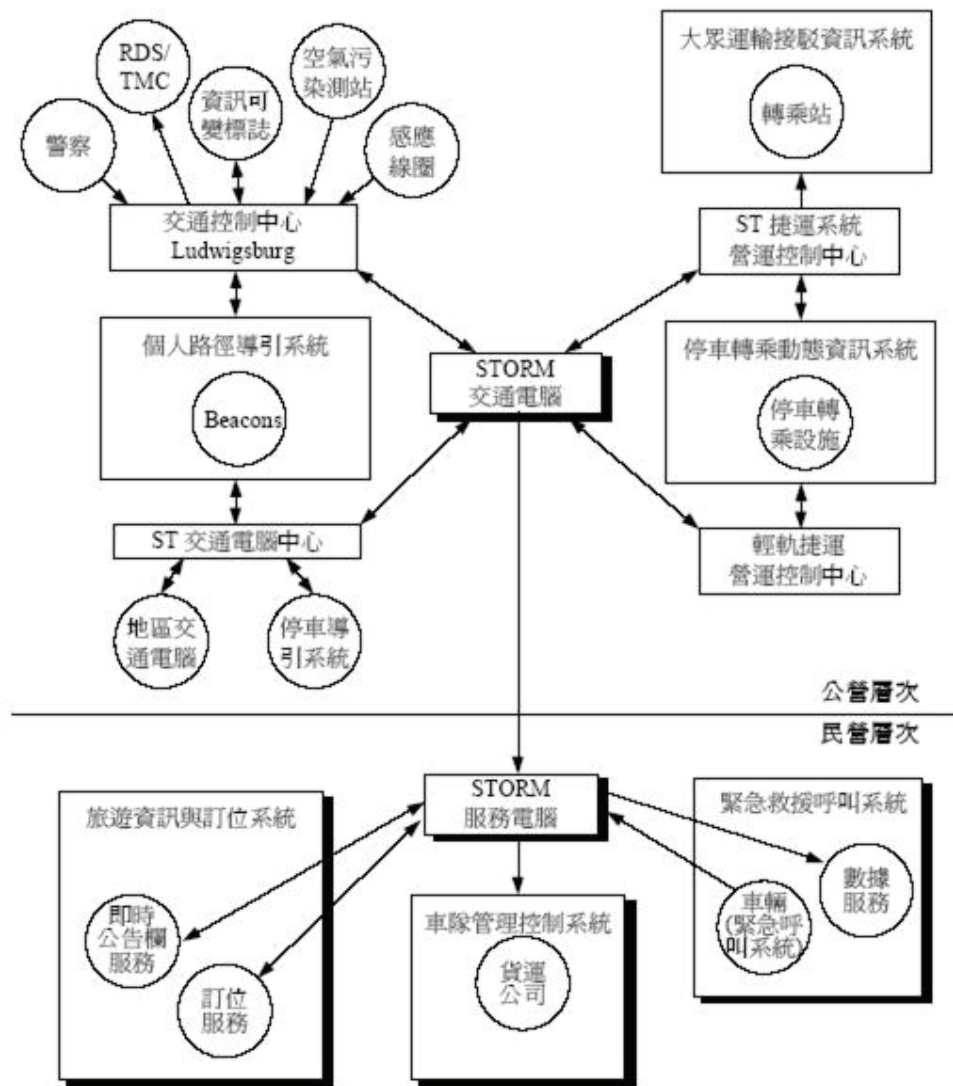 RDS/
TMC
空氣污
染測站
資訊可
變標誌
警察
感應
線圈
交通控制中心
Ludwigsburg
個人路徑導引系統
Beacons
ST 交通電腦中心
地區交
通電腦
停車導
引系統
STORM
交通電腦
大眾運輸接駁資訊系統
轉乘站
ST 捷運系統
營運控制中心
停車轉乘動態資訊系統
停車轉
乘設施
輕軌捷運
營運控制中心
公營層次
民營層次
STORM
服務電腦
旅遊資訊與訂位系統
即時
公告欄
服務
訂位
服務
車隊管理控制系統
貨運
公司
緊急救援呼叫系統
數據
服務
車輛
(緊急呼
叫系統)